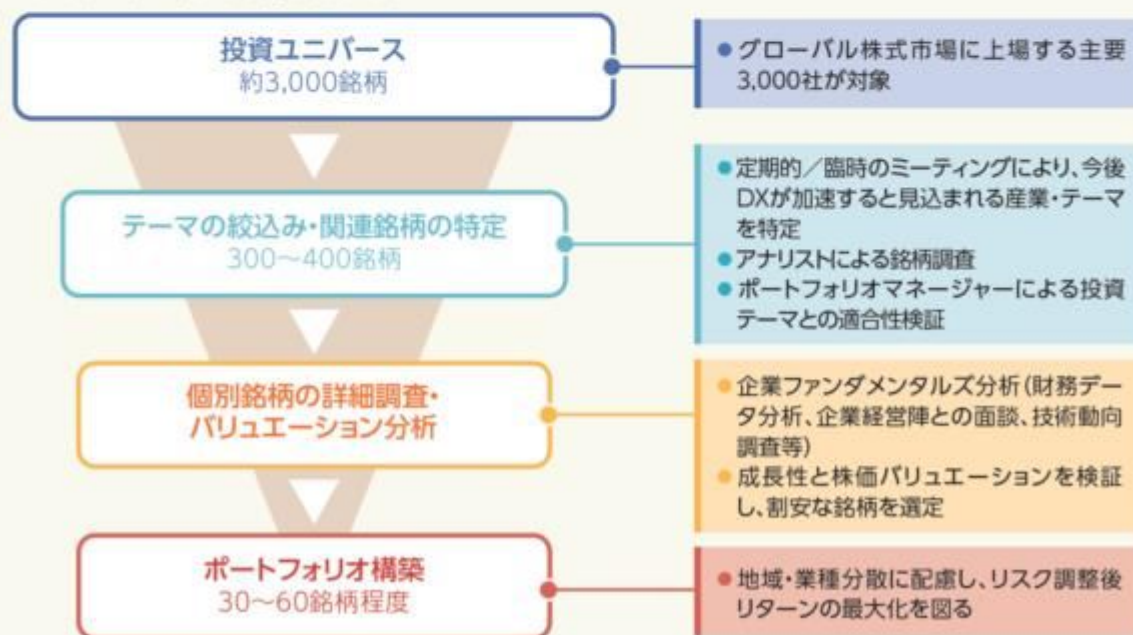 投資ユニバース
約3,000銘柄
● グローバル株式市場に上場する主要
3,000社が対象
テーマの絞込み・関連銘柄の特定
300～400銘柄
● 定期的／臨時のミーティングにより、今後
DXが加速すると見込まれる産業・テーマ
を特定
● アナリストによる銘柄調査
● ポートフォリオマネージャーによる投資
テーマとの適合性検証
個別銘柄の詳細調査・
バリュエーション分析
● 企業ファンダメンタルズ分析(財務デー
タ分析、企業経営陣との面談、技術動向
調査等)
● 成長性と株価バリュエーションを検証
し、割安な銘柄を選定
ポートフォリオ構築
30～60銘柄程度
● 地域・業種分散に配慮し、リスク調整後
リターンの最大化を図る